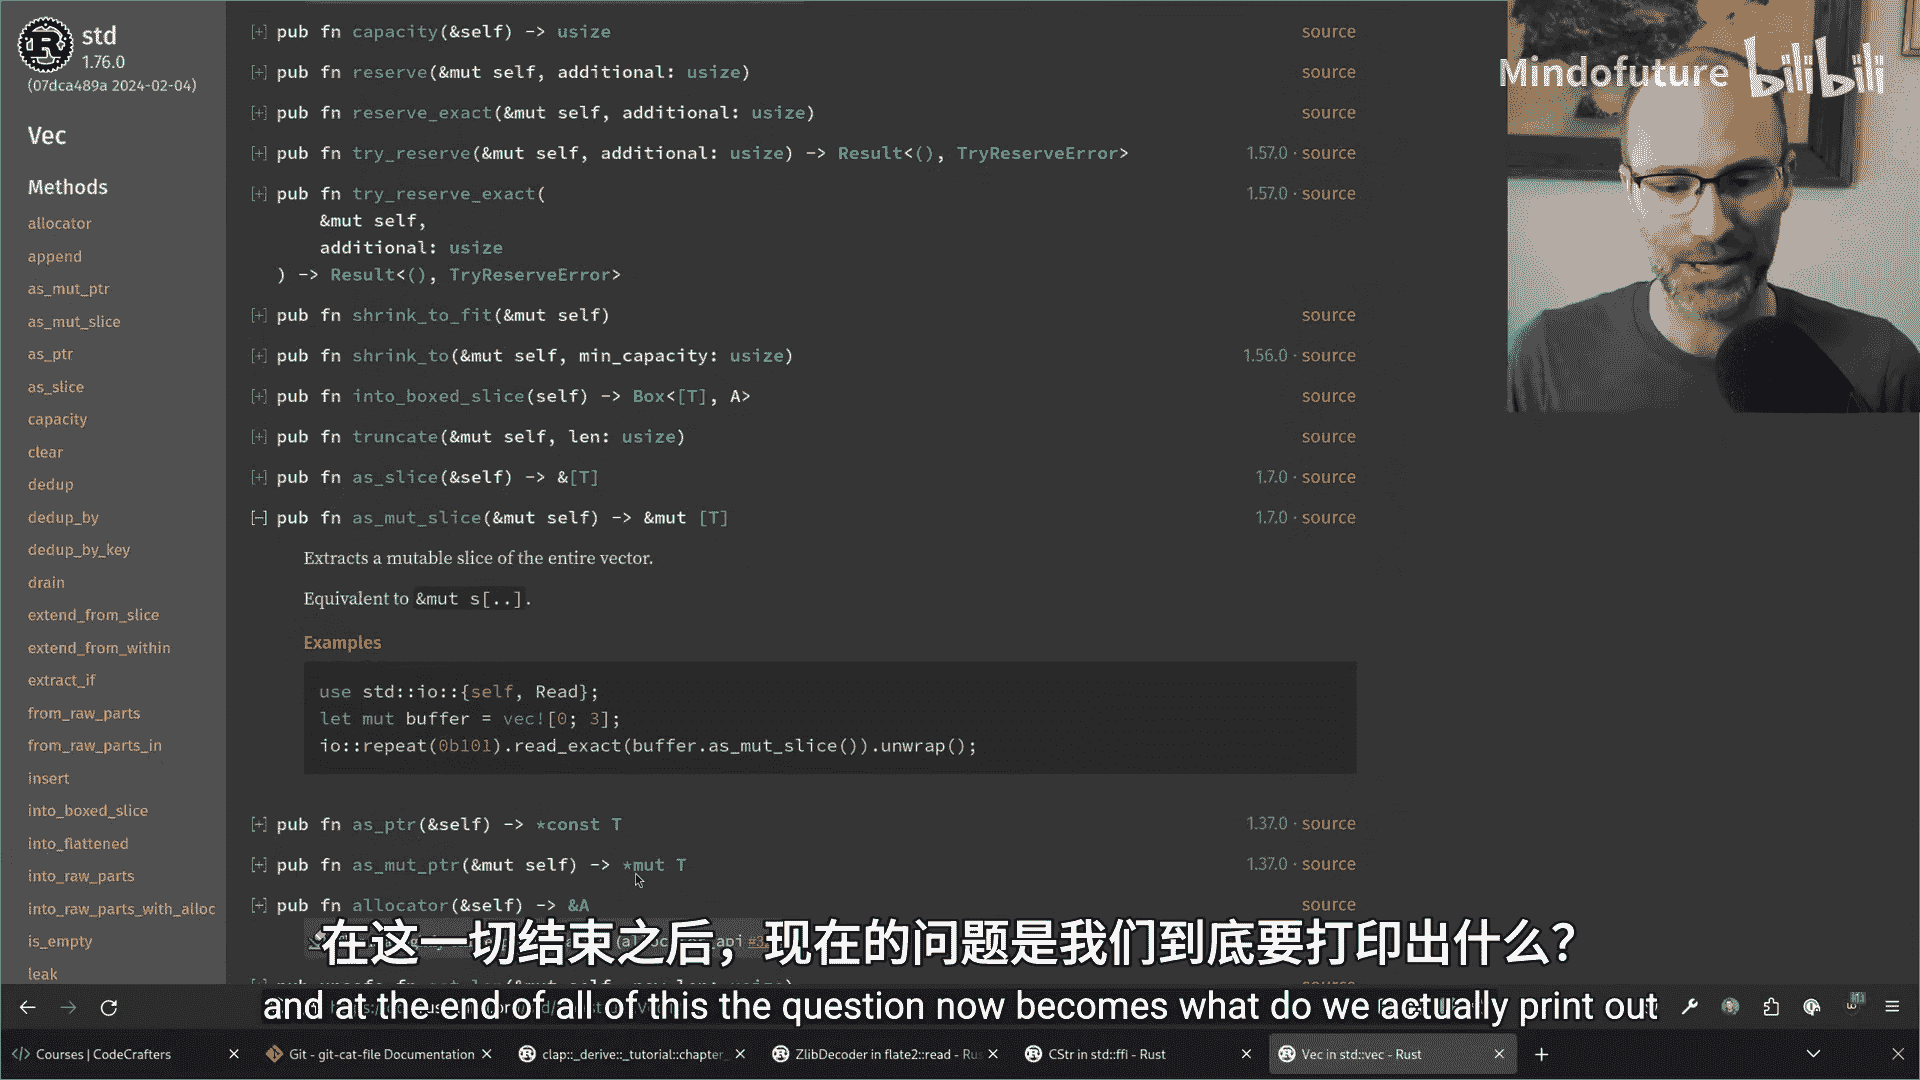 std
1.76.0
(07dca489a 2024-02-04)
Vec
Methods
allocator
append
as_mut_ptr
as_mut_slice
as_ptr
as_slice
capacity
clear
dedup
dedup_by
dedup_by_key
drain
extend_from_slice
extend_from_within
extract_if
from_raw_parts
from_raw_parts_in
insert
into_boxed_slice
into_flattened
into_raw_parts
into_raw_parts_with_alloc
is_empty
leak
[+] pub fn capacity(&self) -> usize source
[+] pub fn reserve(&mut self, additional: usize) source
[+] pub fn reserve_exact(&mut self, additional: usize) source
[+] pub fn try_reserve(&mut self, additional: usize) -> Result<(), TryReserveError> 1.57.0 · source
[+] pub fn try_reserve_exact( 1.57.0 · source
&mut self,
additional: usize
) -> Result<(), TryReserveError>
[+] pub fn shrink_to_fit(&mut self) source
[+] pub fn shrink_to(&mut self, min_capacity: usize) 1.56.0 · source
[+] pub fn into_boxed_slice(self) -> Box<[T], A> source
[+] pub fn truncate(&mut self, len: usize) source
[+] pub fn as_slice(&self) -> &[T] 1.7.0 · source
[−] pub fn as_mut_slice(&mut self) -> &mut [T] 1.7.0 · source
Extracts a mutable slice of the entire vector.
Equivalent to &mut s[..].
Examples
use std::io::{self, Read};
let mut buffer = vec![0; 3];
io::repeat(0b101).read_exact(buffer.as_mut_slice()).unwrap();
[+] pub fn as_ptr(&self) -> *const T 1.37.0 · source
[+] pub fn as_mut_ptr(&mut self) -> *mut T 1.37.0 · source
[+] pub fn allocator(&self) -> &A source
Mindofuture bilibili
在这一切结束之后，现在的问题是我们到底要打印出什么？
and at the end of all of this the question now becomes what do we actually print out
Courses | CodeCrafters
Git - git-cat-file Documentation
clap::_derive::_tutorial::chapter_
ZlibDecoder in flate2::read - Rus
CStr in std::ffi - Rust
Vec in std::vec - Rust